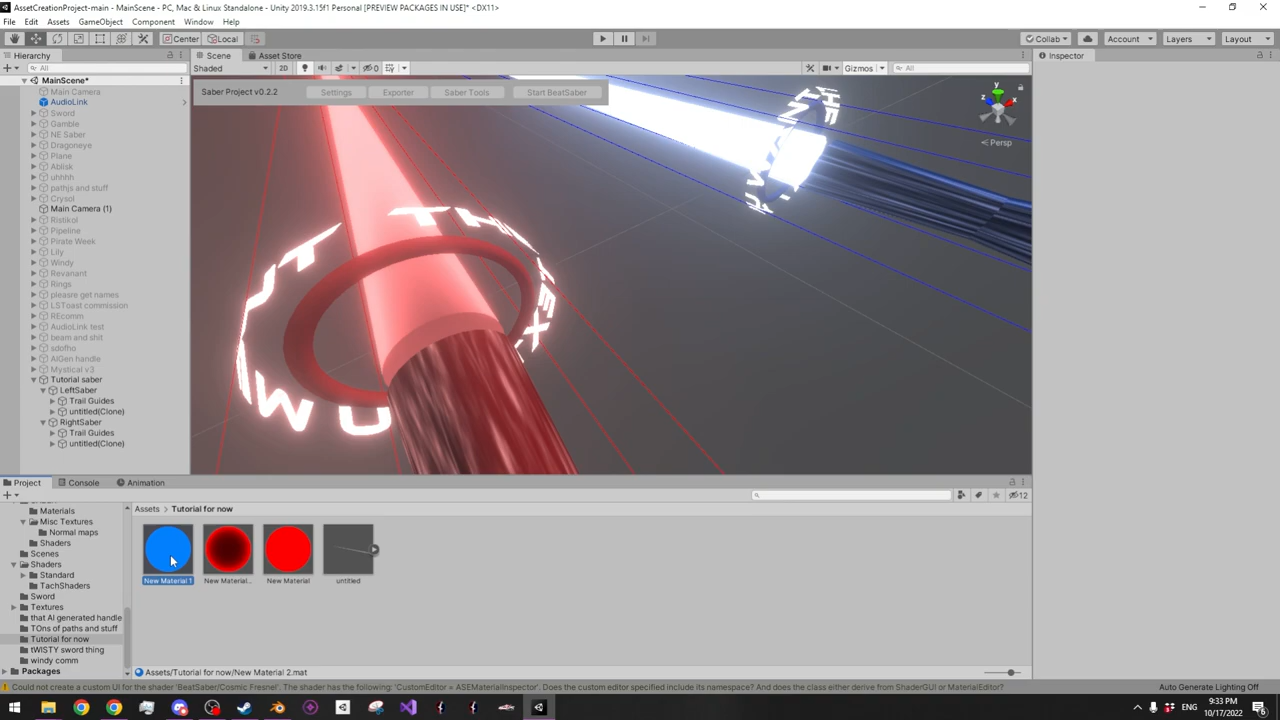 AssetCreationProject-main - MainScene - PC, Mac & Linux Standalone - Unity 2019.3.15f1 Personal [PREVIEW PACKAGES IN USE]* <DX11>
File Edit Assets GameObject Component Window Help
Center Local Collab Account Layers Layout
Hierarchy Scene Asset Store Inspector
All Shaded 2D 0 Gizmos All
MainScene*
Saber Project v0.2.2 Settings Exporter Saber Tools Start BeatSaber
Main Camera
AudioLink
Sword
Gamble
NE Saber
Dragoneye
Plane
Ablisk
uhhhh
pathjs and stuff
Crysol
Main Camera (1)
Ristikol
Pipeline
Pirate Week
Lily
Windy
Revanant
Rings
pleasre get names
LSToast commission
REcomm
AudioLink test
beam and shit
sdofho
AIGen handle
Mystical v3
Tutorial saber
LeftSaber
Trail Guides
untitled(Clone)
RightSaber
Trail Guides
untitled(Clone)
y
x
z
Persp
Project Console Animation
12
Assets > Tutorial for now
Materials
Misc Textures
Normal maps
Shaders
Scenes
Shaders
Standard
TachShaders
Sword
Textures
that AI generated handle
TOns of paths and stuff
Tutorial for now
tWISTY sword thing
windy comm
Packages
New Material 1 New Material... New Material untitled
Assets/Tutorial for now/New Material 2.mat
Could not create a custom UI for the shader 'BeatSaber/Cosmic Fresnel'. The shader has the following: 'CustomEditor = ASEMaterialInspector'. Does the custom editor specified include its namespace? And does the class either derive from ShaderGUI or MaterialEditor?
Auto Generate Lighting Off
9:33 PM
10/17/2022